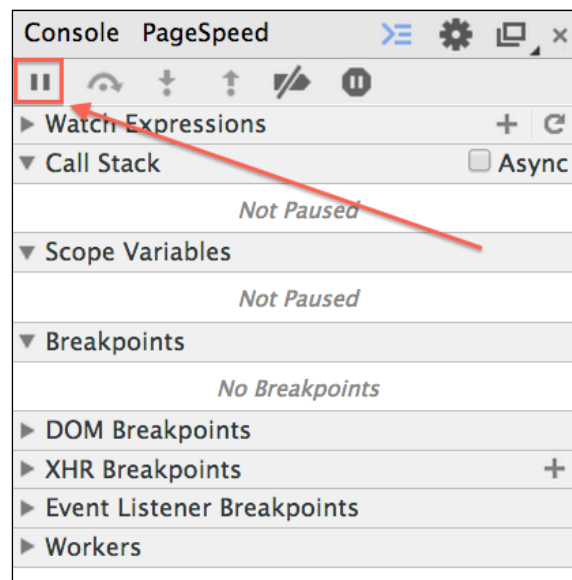 Console PageSpeed
Watch Expressions
Call Stack Async
Not Paused
Scope Variables
Not Paused
Breakpoints
No Breakpoints
DOM Breakpoints
XHR Breakpoints
Event Listener Breakpoints
Workers